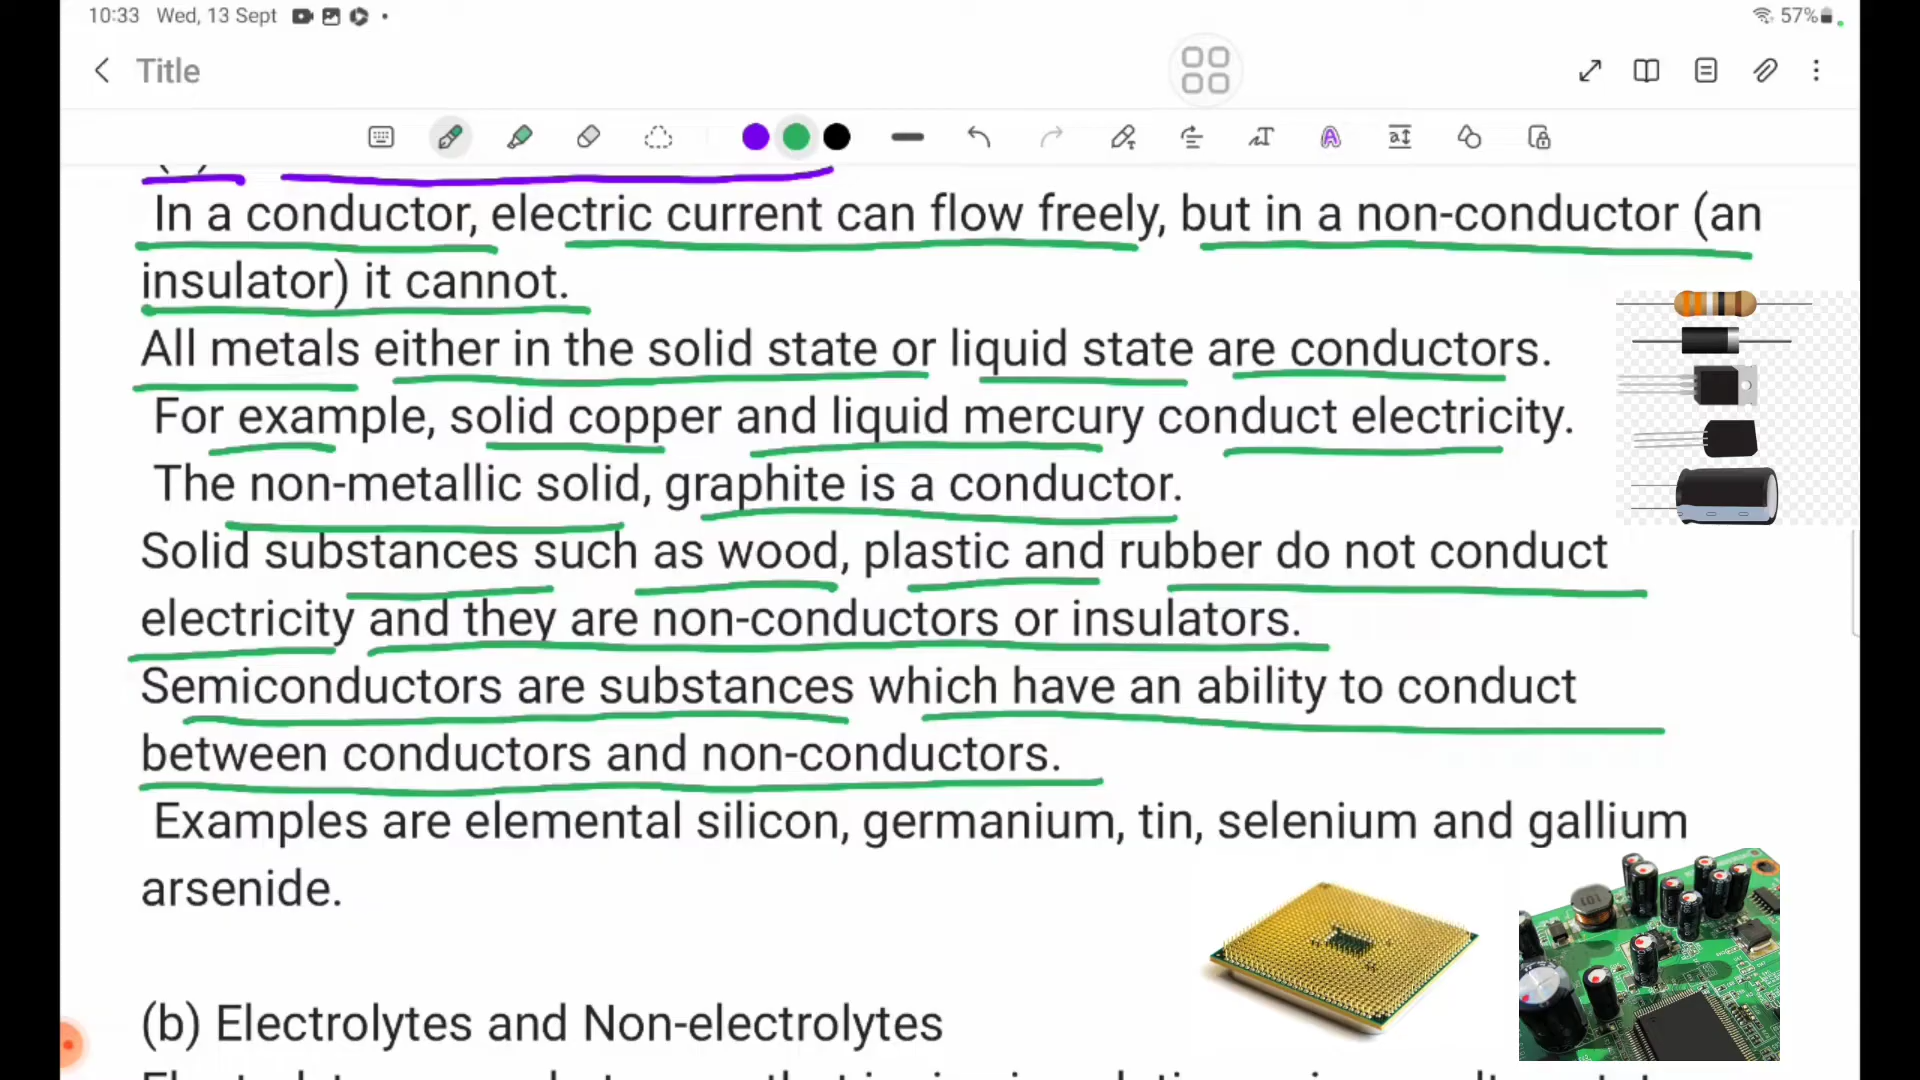 10:33 Wed, 13 Sept
57%
Title
In a conductor, electric current can flow freely, but in a non-conductor (an
insulator) it cannot.
All metals either in the solid state or liquid state are conductors.
For example, solid copper and liquid mercury conduct electricity.
The non-metallic solid, graphite is a conductor.
Solid substances such as wood, plastic and rubber do not conduct
electricity and they are non-conductors or insulators.
Semiconductors are substances which have an ability to conduct
between conductors and non-conductors.
Examples are elemental silicon, germanium, tin, selenium and gallium
arsenide.
(b) Electrolytes and Non-electrolytes